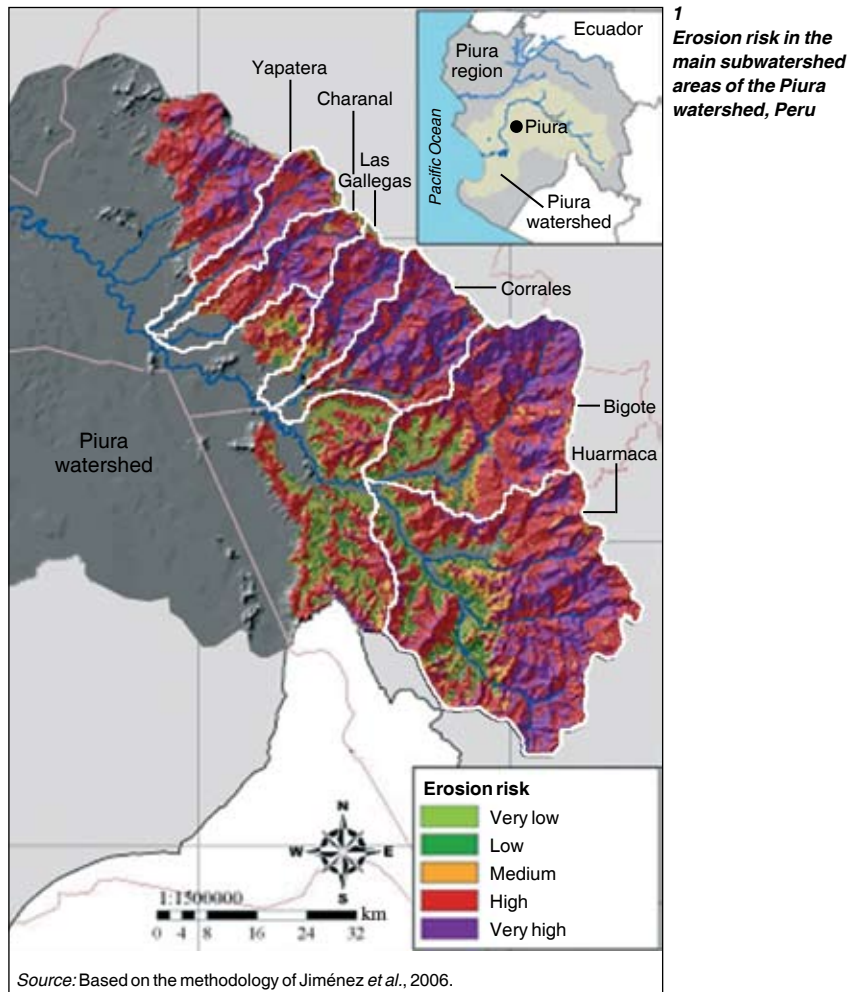 1
Erosion risk in the
main subwatershed
areas of the Piura
watershed, Peru
Ecuador
Piura
region
Pacific Ocean
Piura
Piura
watershed
Yapatera
Charanal
Las
Gallegas
Corrales
Bigote
Huarmaca
Piura
watershed
Erosion risk
Very low
Low
Medium
High
Very high
N
W E
S
1:1500000
km
0 4 8 16 24 32
Source: Based on the methodology of Jiménez et al., 2006.